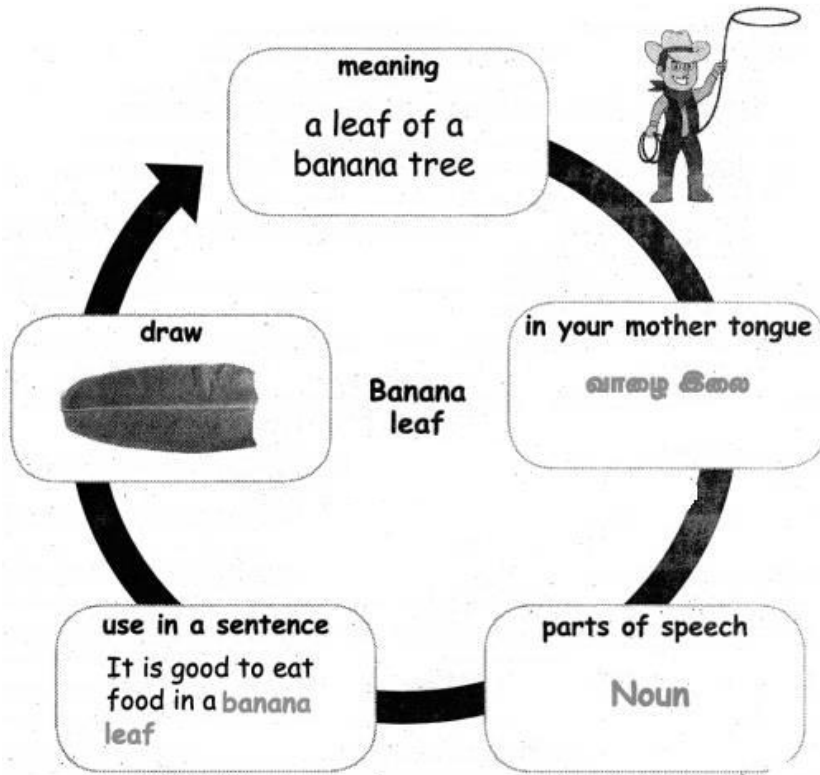 meaning
a leaf of a
banana tree
in your mother tongue
வாழை இலை
parts of speech
Noun
use in a sentence
It is good to eat
food in a banana
leaf
draw
Banana
leaf